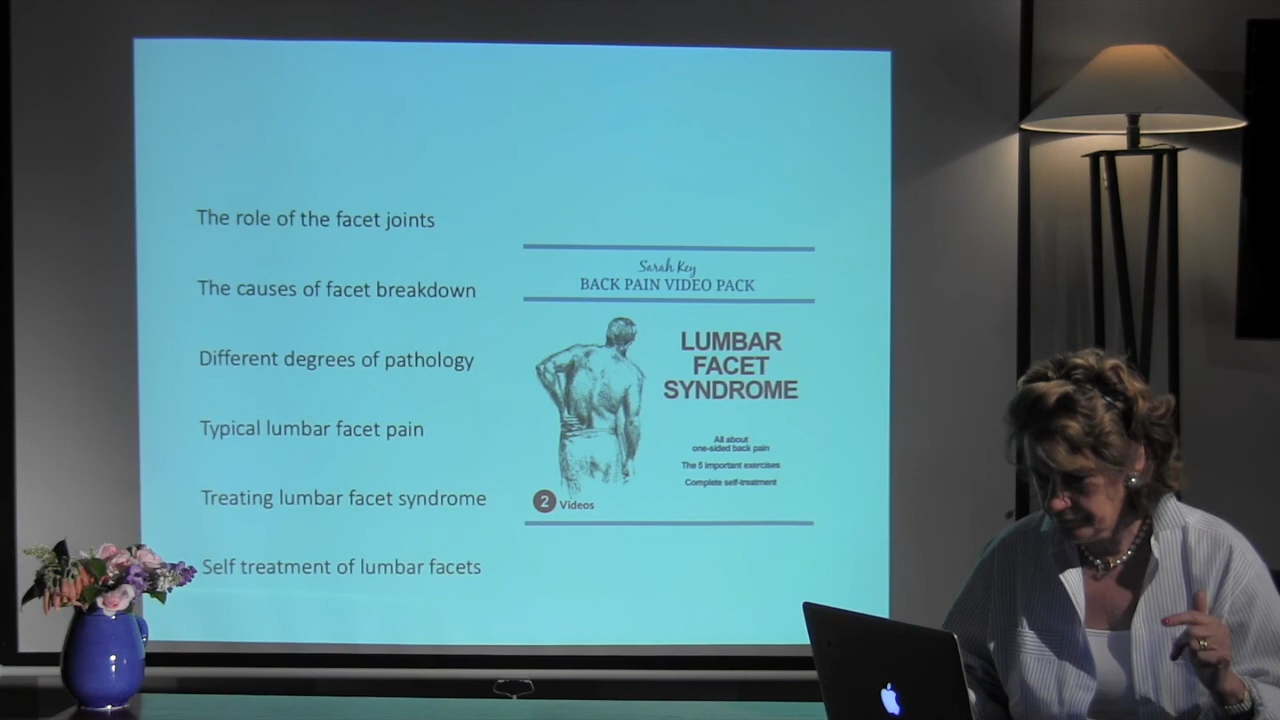 The role of the facet joints
The causes of facet breakdown
Different degrees of pathology
Typical lumbar facet pain
Treating lumbar facet syndrome
Self treatment of lumbar facets
Sarah Key
BACK PAIN VIDEO PACK
LUMBAR
FACET
SYNDROME
All about
one-sided back pain
The 5 important exercises
Complete self-treatment
2 Videos